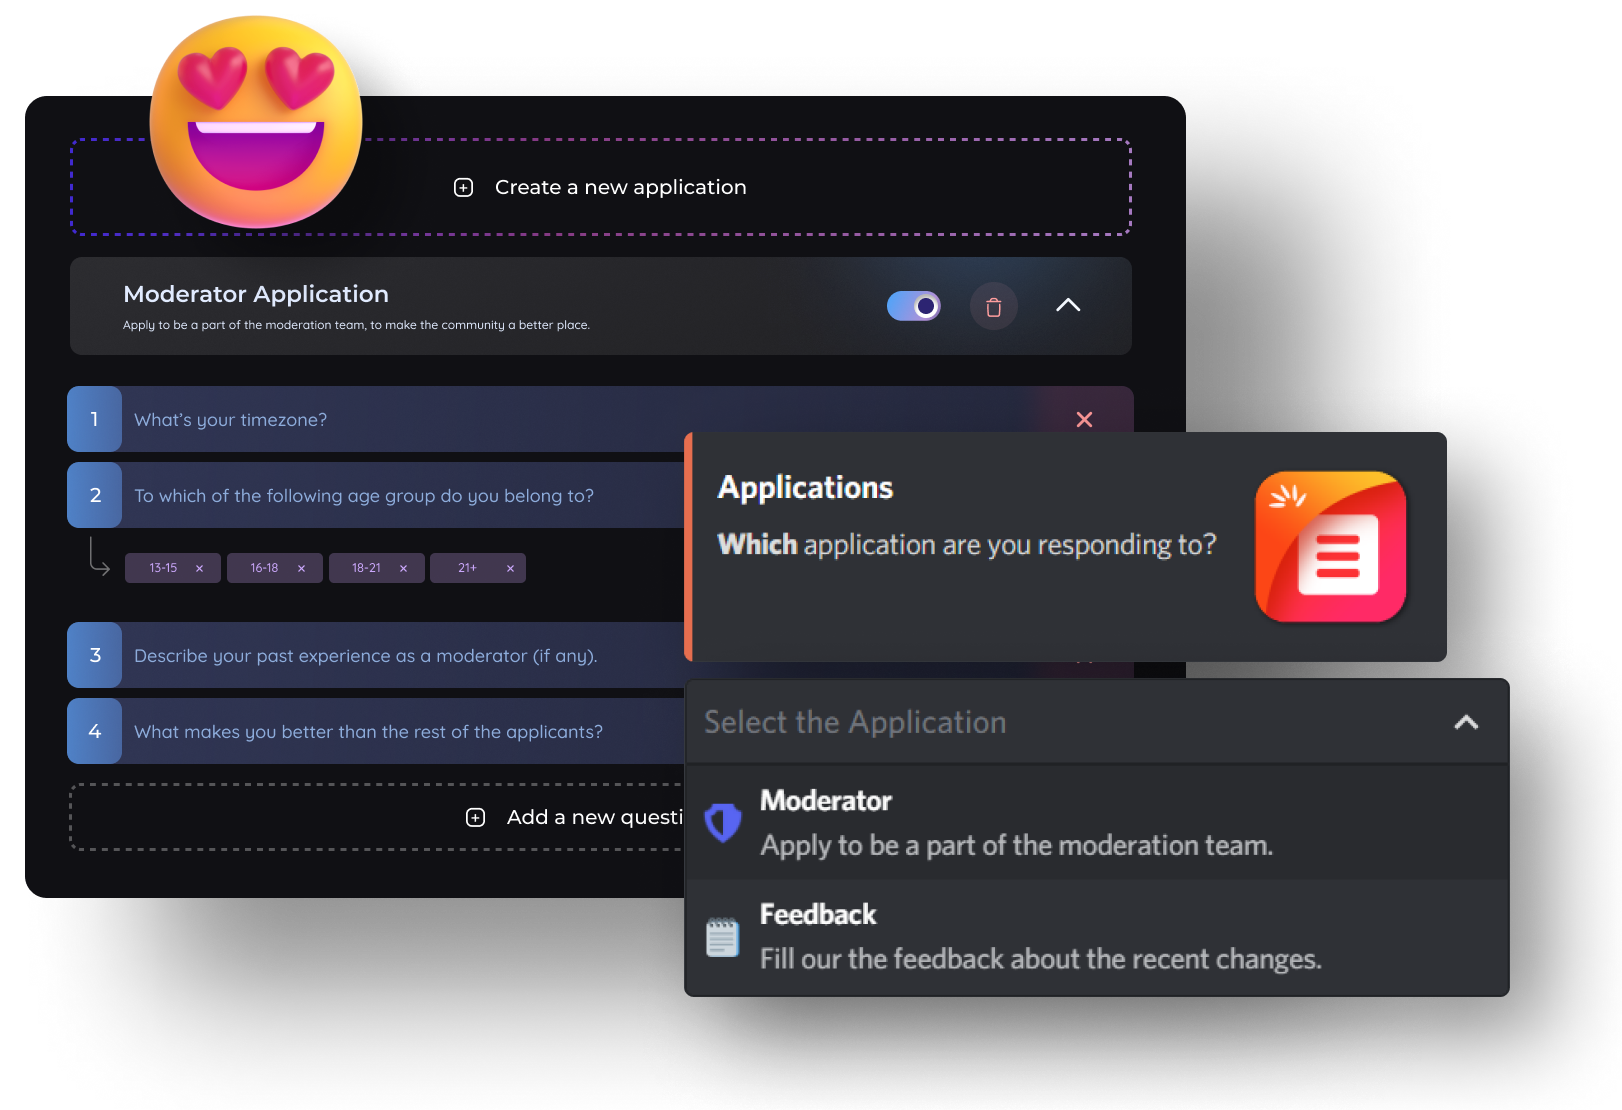 Create a new application
Moderator Application
Apply to be a part of the moderation team, to make the community a better place.
1
What's your timezone?
2
To which of the following age group do you belong to?
13-15
16-18
18-21
21+
3
Describe your past experience as a moderator (if any).
4
What makes you better than the rest of the applicants?
Add a new questi
Applications
Which application are you responding to?
Select the Application
Moderator
Apply to be a part of the moderation team.
Feedback
Fill our the feedback about the recent changes.